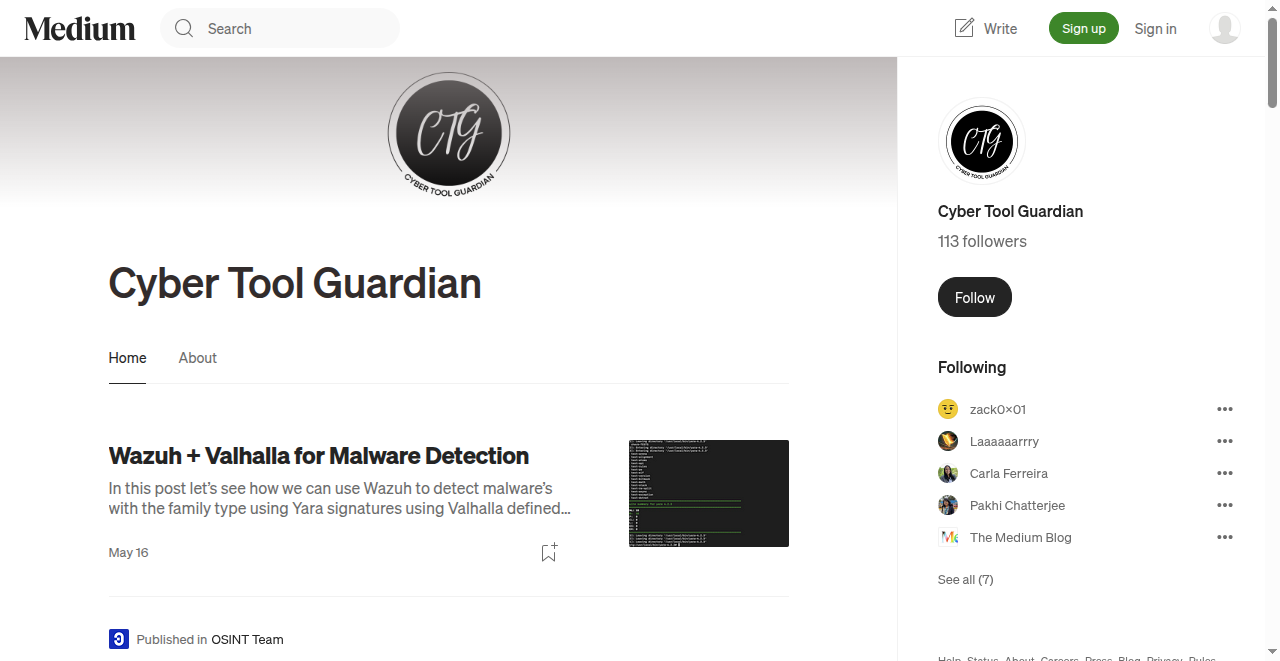 Medium
Search
Write
Sign up
Sign in
CTG
CYBER TOOL GUARDIAN
Cyber Tool Guardian
Home
About
Wazuh + Valhalla for Malware Detection
In this post let’s see how we can use Wazuh to detect malware’s
with the family type using Yara signatures using Valhalla defined…
May 16
Published in OSINT Team
CTG
CYBER TOOL GUARDIAN
Cyber Tool Guardian
113 followers
Follow
Following
zack0x01
Laaaaaarrry
Carla Ferreira
Pakhi Chatterjee
The Medium Blog
See all (7)
Help Status About Careers Press Blog Privacy Rules